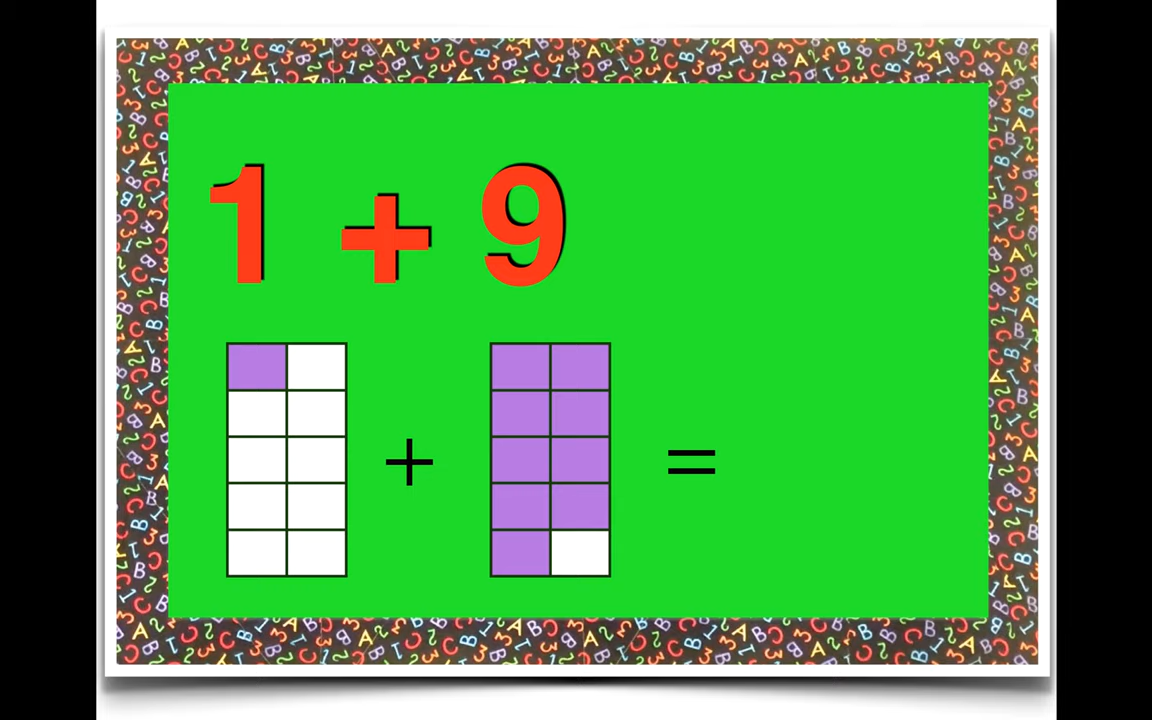 1 + 9
+ =